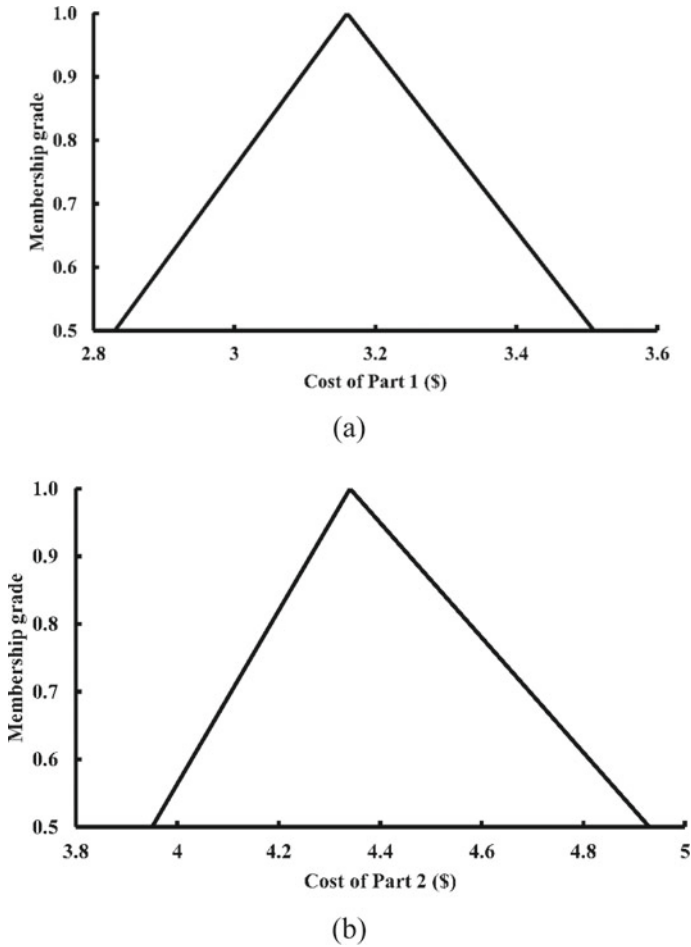 1.0
0.9
0.8
0.7
0.6
0.5
Membership grade
2.8 3 3.2 3.4 3.6
Cost of Part 1 ($)
(a)
1.0
0.9
0.8
0.7
0.6
0.5
Membership grade
3.8 4 4.2 4.4 4.6 4.8 5
Cost of Part 2 ($)
(b)